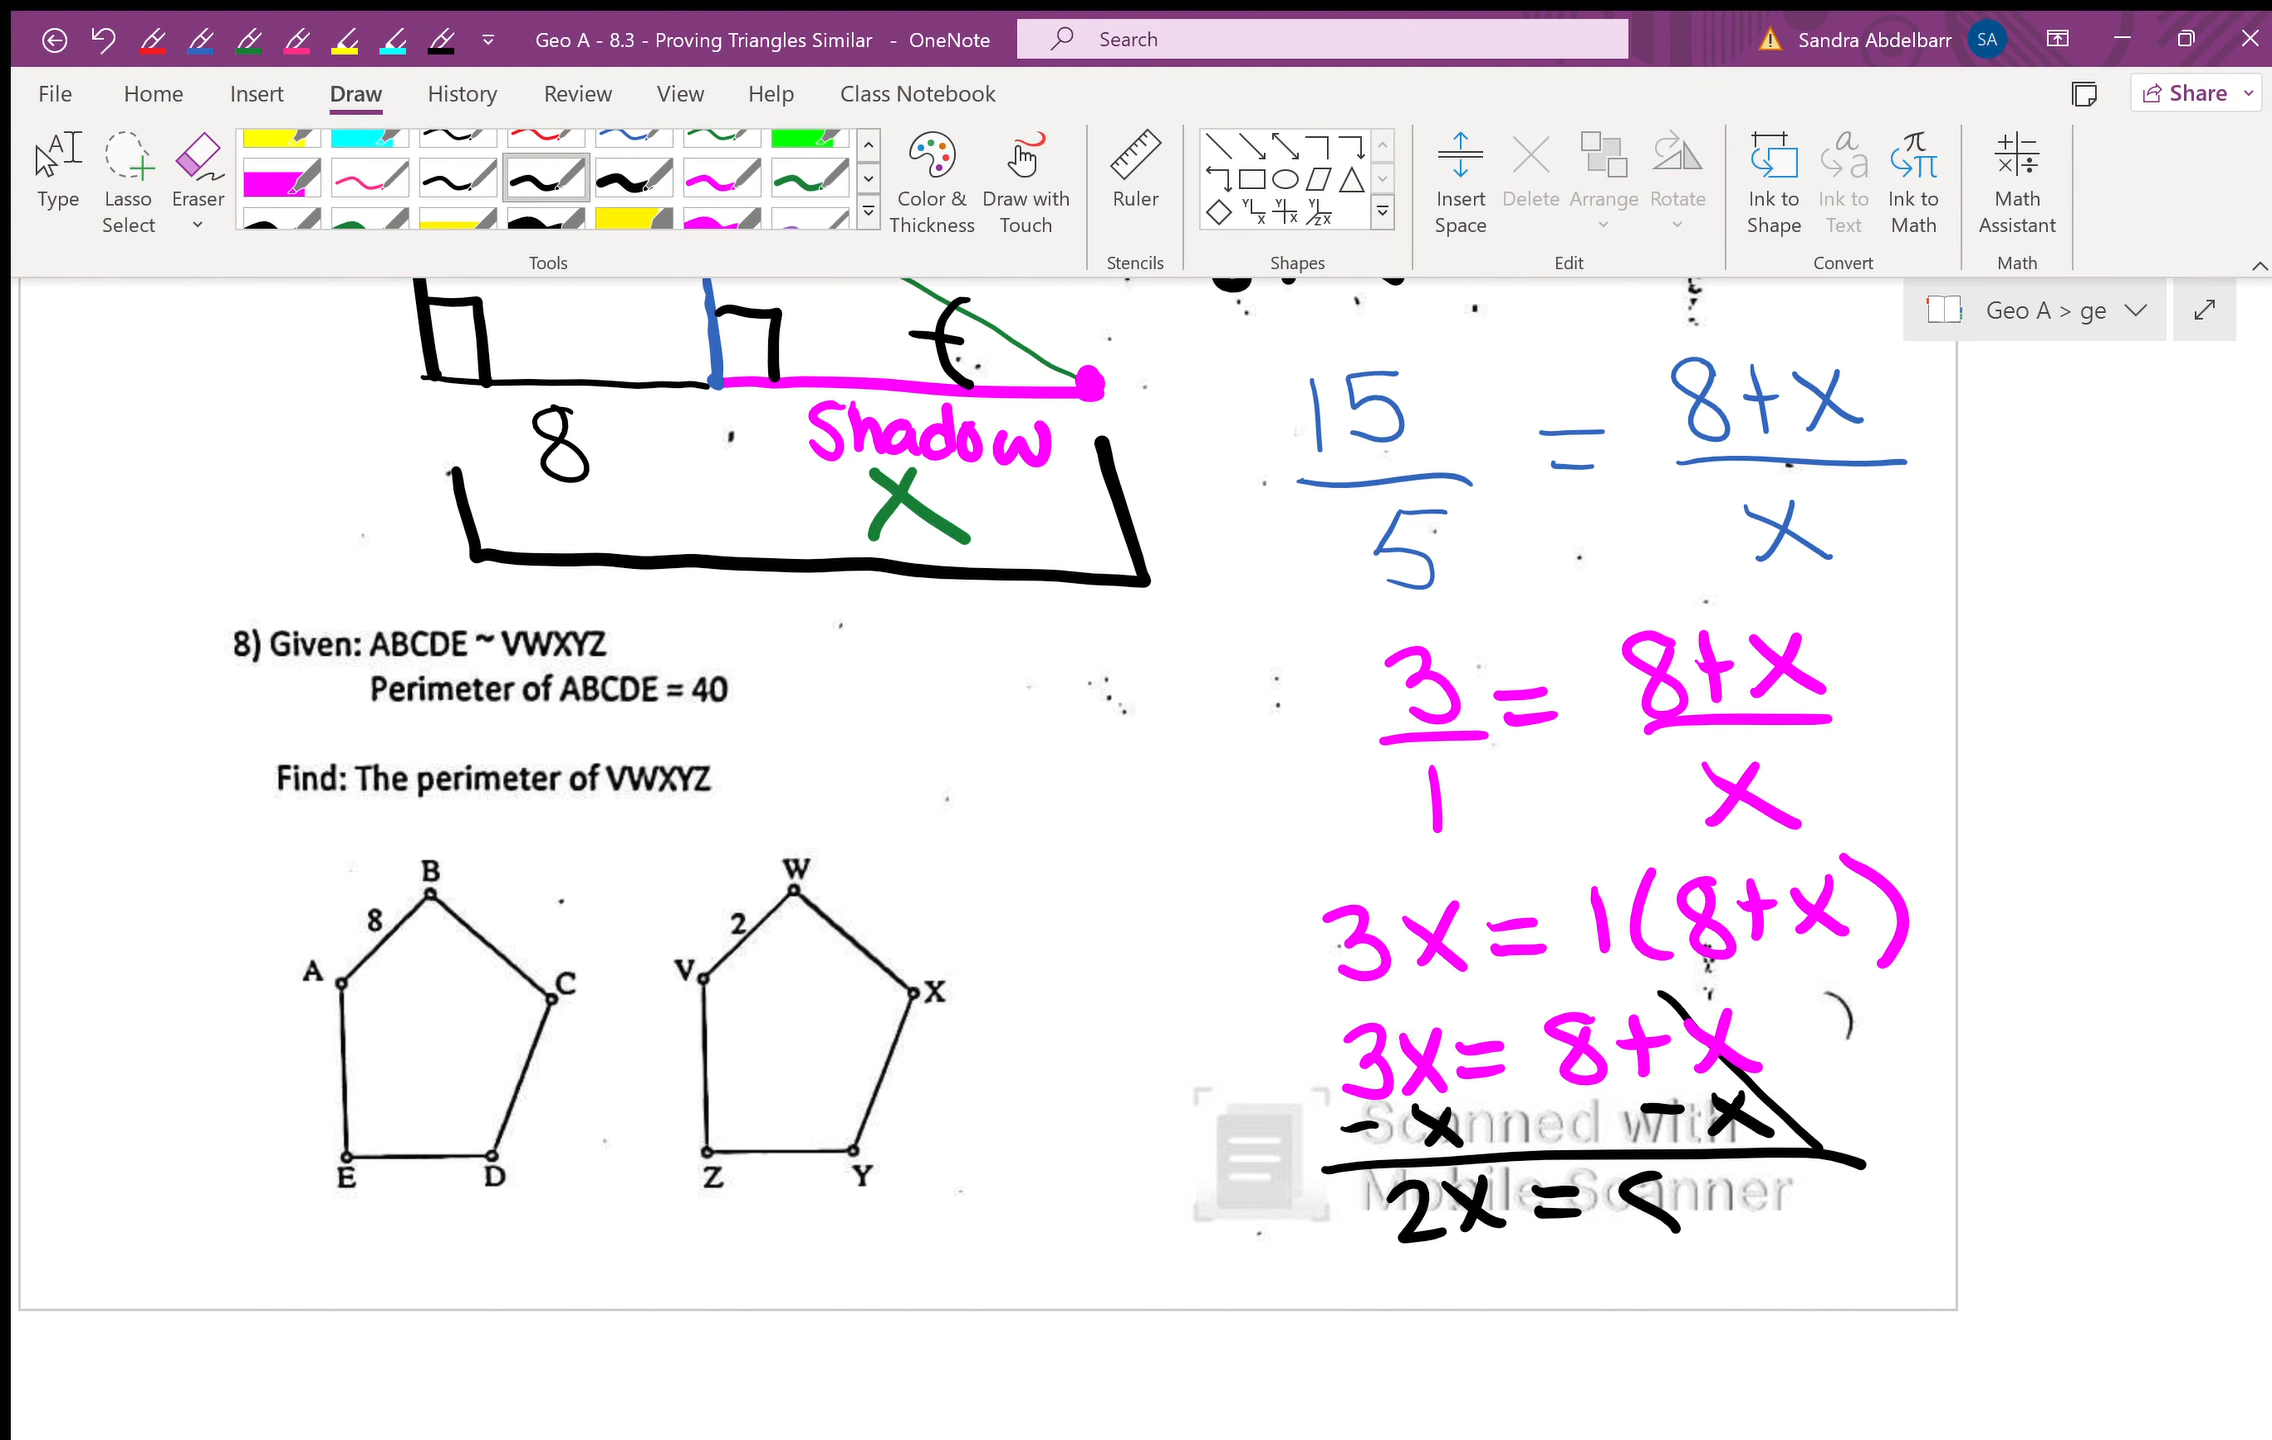 Geo A - 8.3 - Proving Triangles Similar - OneNote
Search
Sandra Abdelbarr
SA
File Home Insert Draw History Review View Help Class Notebook
Share
Type
Lasso Select
Eraser
Color & Thickness
Draw with Touch
Ruler
Insert Space
Delete
Arrange
Rotate
Ink to Shape
Ink to Text
Ink to Math
Math Assistant
Tools
Stencils
Shapes
Edit
Convert
Math
Geo A > ge
8
Shadow
X
15/5 = 8+x/x
3/1 = 8+x/x
3x = 1(8+x)
3x = 8+x
- x - x
2x =
8) Given: ABCDE ~ VWXYZ
Perimeter of ABCDE = 40
Find: The perimeter of VWXYZ
B
8
A
C
E
D
W
2
V
X
Z
Y
Scanned with
Mobile Scanner